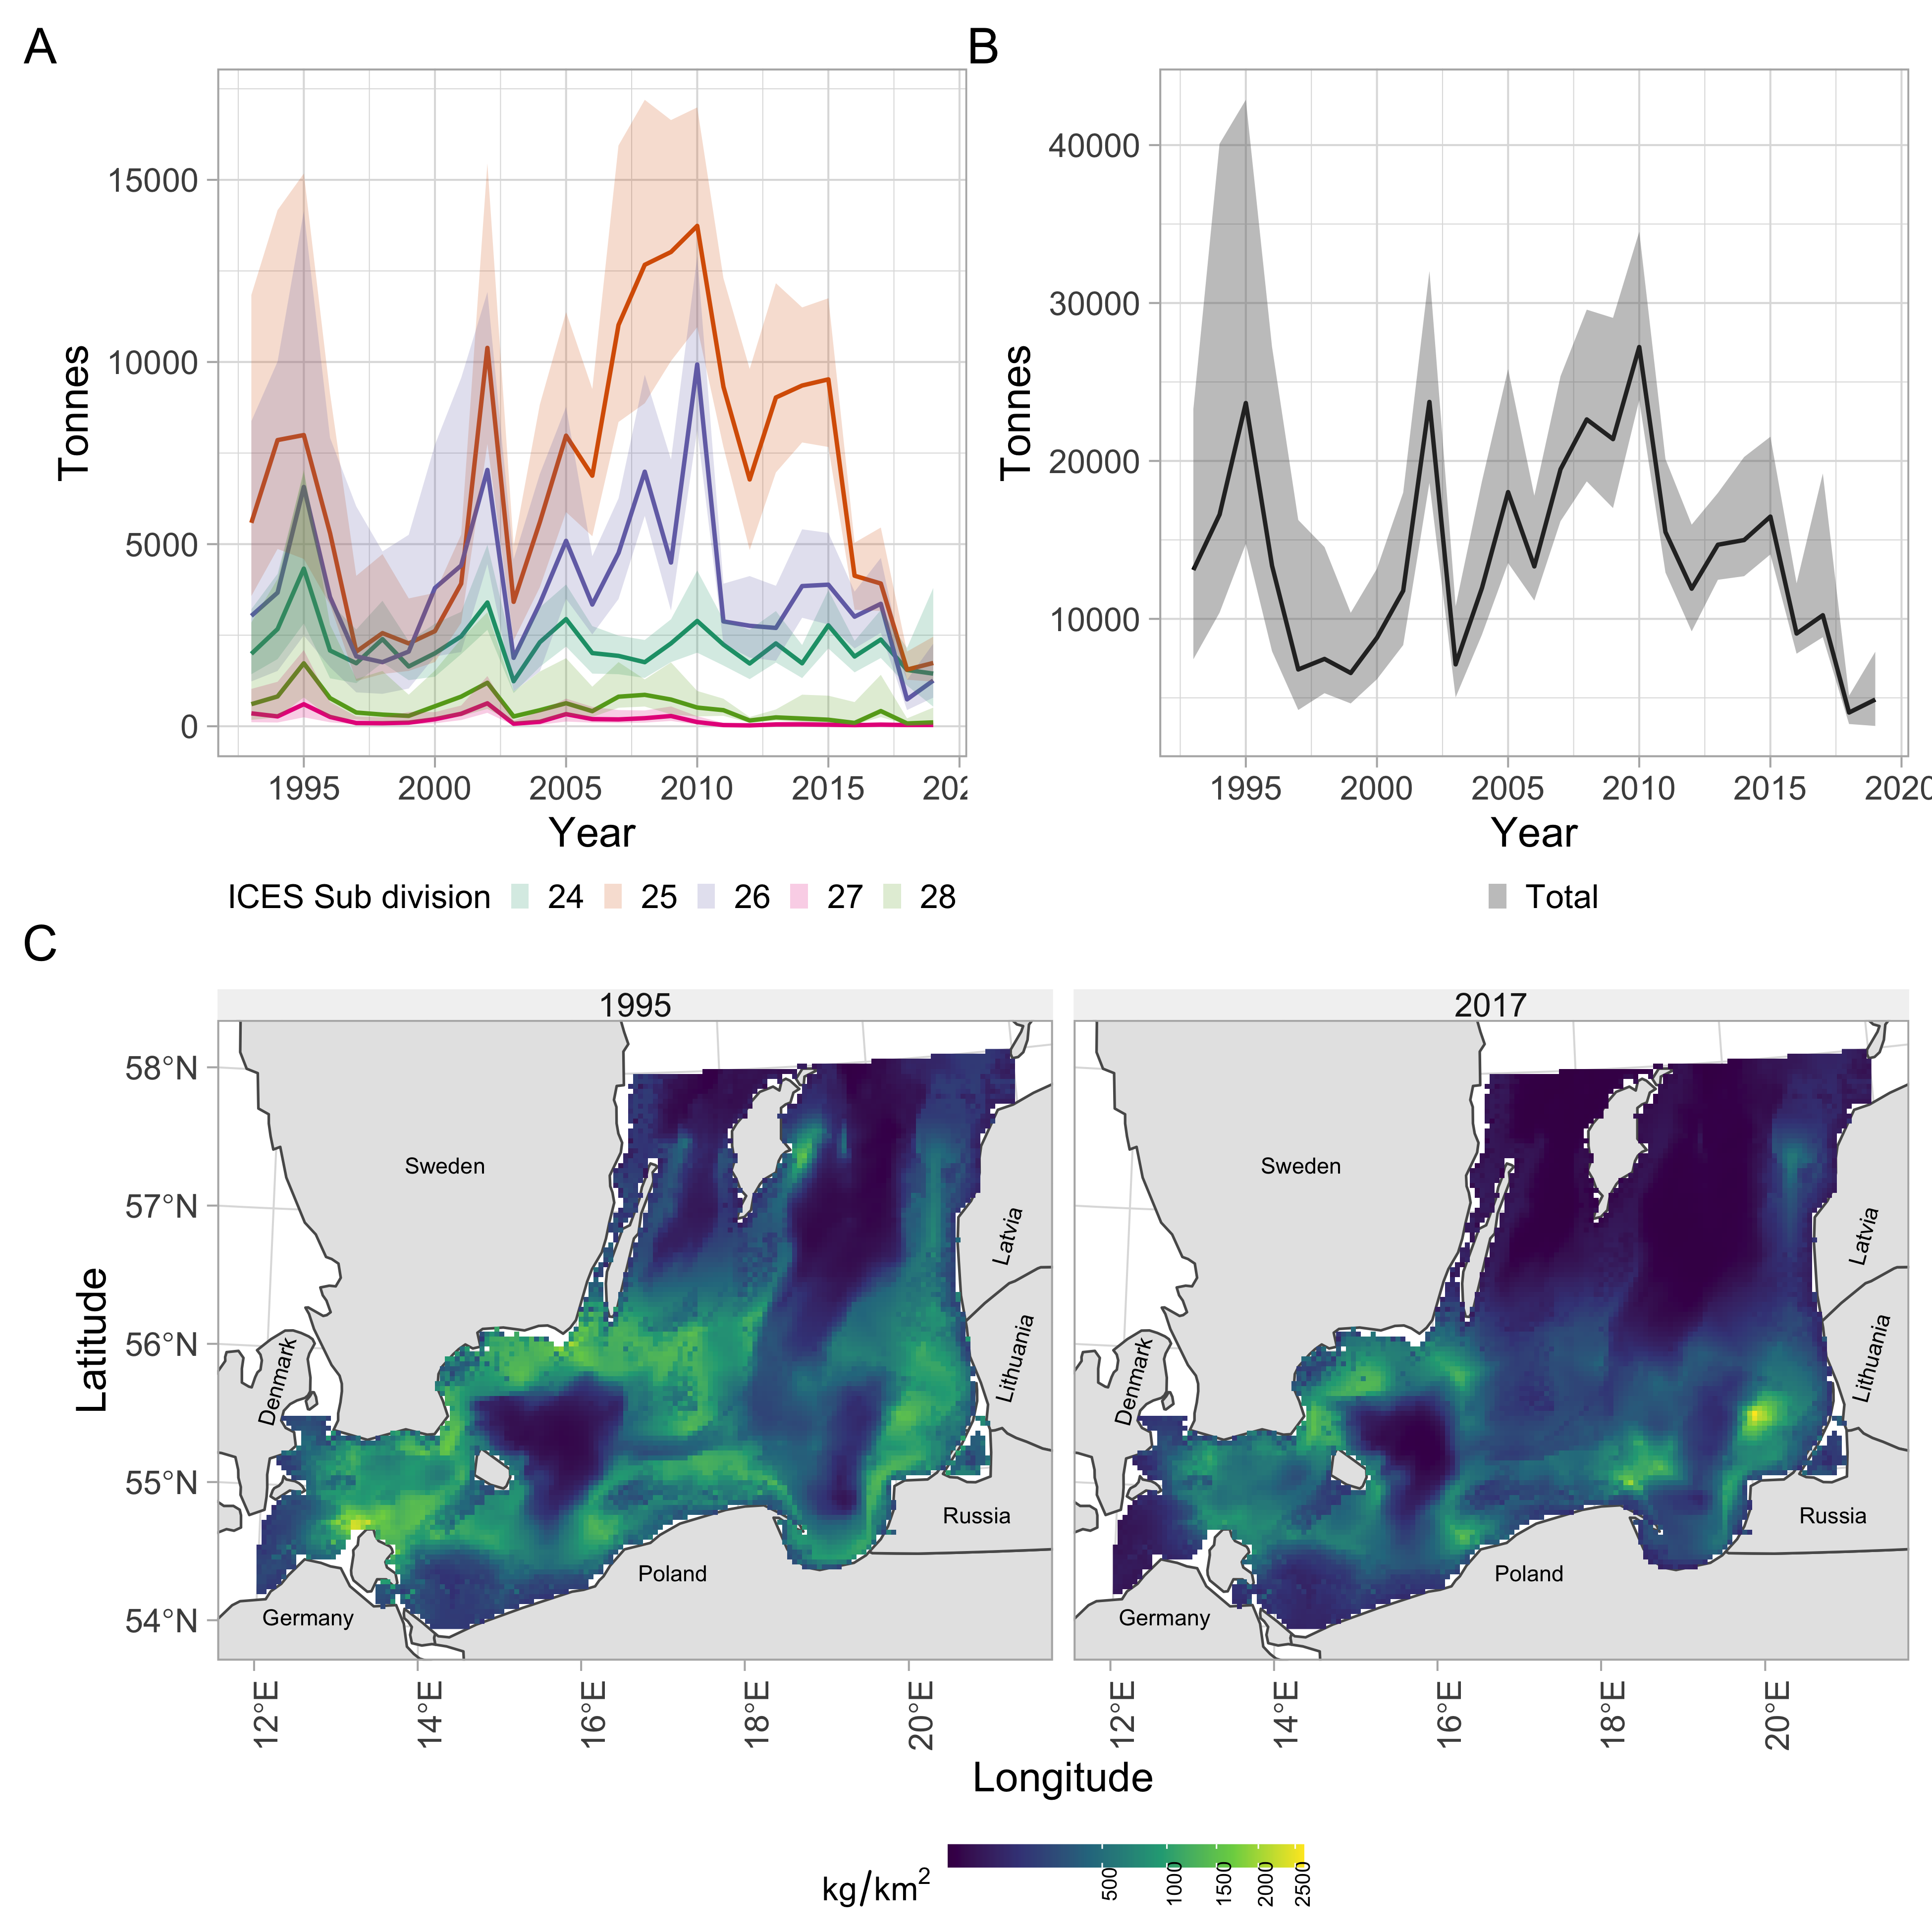 A
B
Tonnes
15000
10000
5000
0
1995 2000 2005 2010 2015 202
Year
ICES Sub division 24 25 26 27 28
Tonnes
40000
30000
20000
10000
1995 2000 2005 2010 2015 2020
Year
Total
C
1995
2017
Latitude
58°N
57°N
56°N
55°N
54°N
Sweden
Latvia
Lithuania
Denmark
Russia
Poland
Germany
Sweden
Latvia
Lithuania
Denmark
Russia
Poland
Germany
12°E 14°E 16°E 18°E 20°E
12°E 14°E 16°E 18°E 20°E
Longitude
kg/km²
500 1000 1500 2000 2500